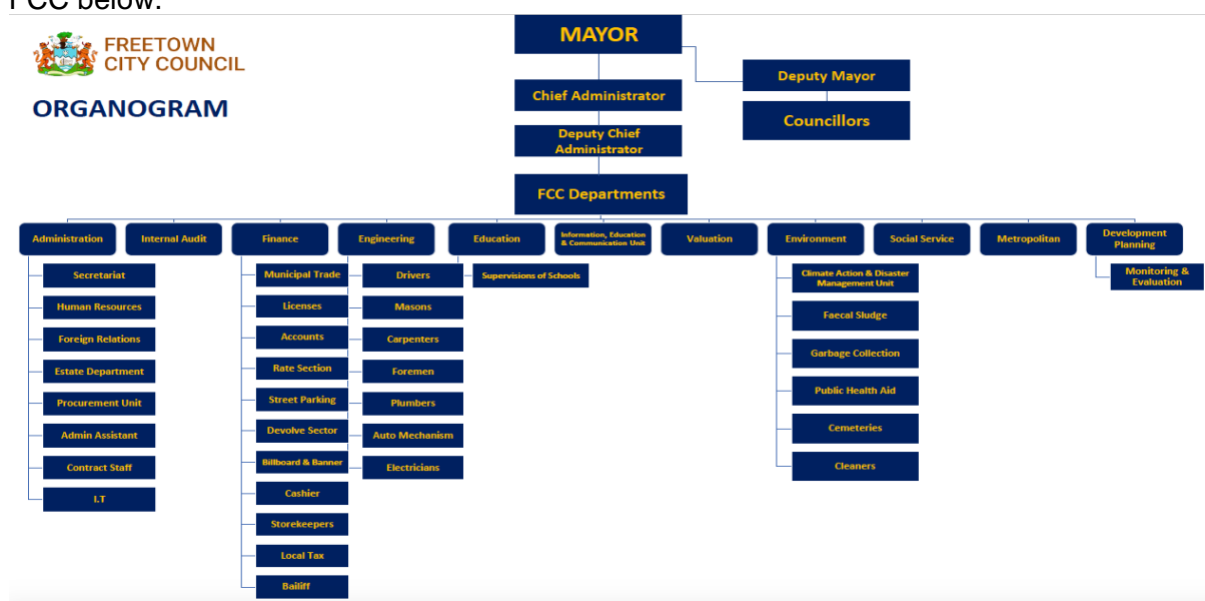 FCC below.
FREETOWN
CITY COUNCIL
ORGANOGRAM
MAYOR
Deputy Mayor
Chief Administrator
Councillors
Deputy Chief
Administrator
FCC Departments
Administration
Internal Audit
Finance
Engineering
Education
Information, Education
& Communication Unit
Valuation
Environment
Social Service
Metropolitan
Development
Planning
Secretariat
Human Resources
Foreign Relations
Estate Department
Procurement Unit
Admin Assistant
Contract Staff
I.T
Municipal Trade
Licenses
Accounts
Rate Section
Street Parking
Devolve Sector
Billboard & Banner
Cashier
Storekeepers
Local Tax
Bailiff
Drivers
Masons
Carpenters
Foremen
Plumbers
Auto Mechanism
Electricians
Supervisions of Schools
Climate Action & Disaster
Management Unit
Faecal Sludge
Garbage Collection
Public Health Aid
Cemeteries
Cleaners
Monitoring &
Evaluation